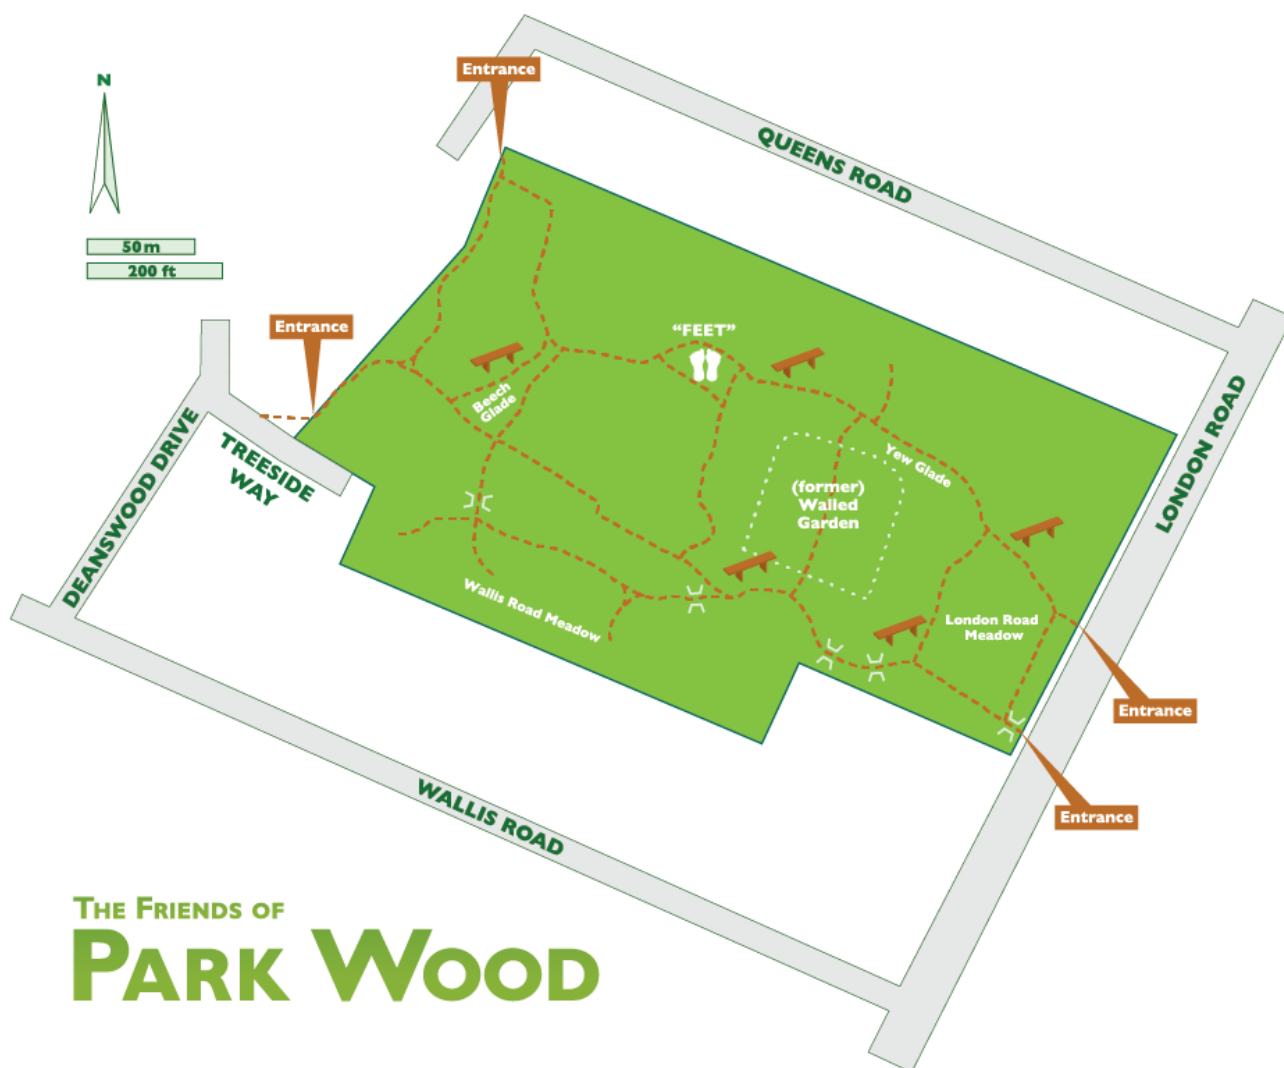 Entrance
N
QUEENS ROAD
50m
200 ft
Entrance
“FEET”
LONDON ROAD
Beech
Glade
DEANSWOOD DRIVE
TREESIDE
WAY
Yew Glade
(former)
Walled
Garden
Wallis Road Meadow
London Road
Meadow
Entrance
Entrance
WALLIS ROAD
THE FRIENDS OF
PARK WOOD